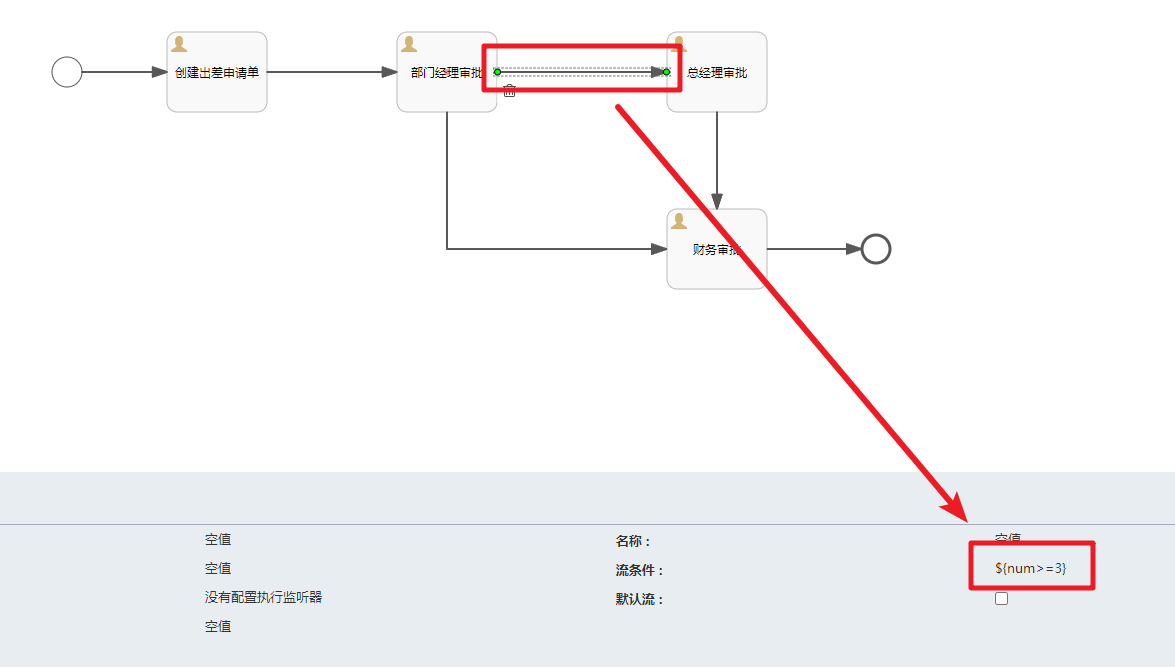 创建出差申请单
部门经理审批
总经理审批
财务审批
空值
名称：
空值
空值
流条件：
${num>=3}
没有配置执行监听器
默认流：
空值